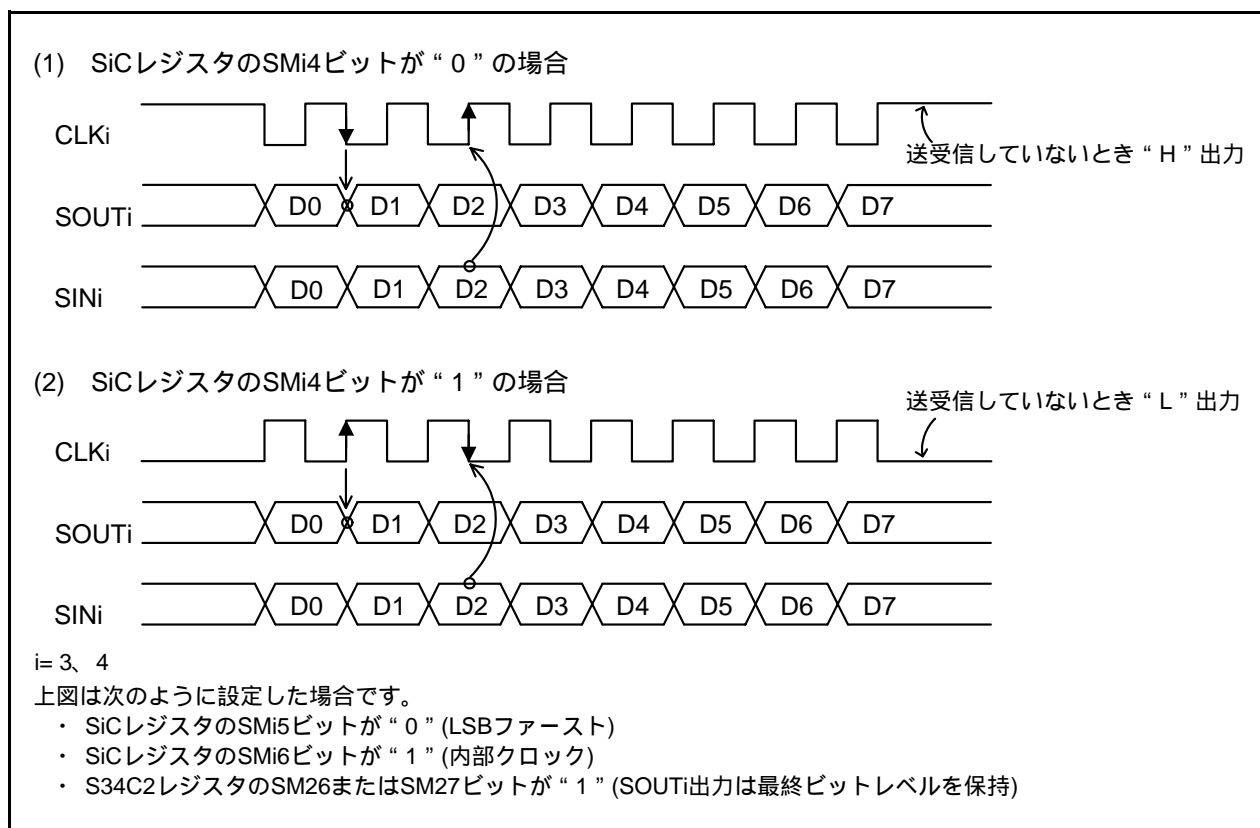 (1) SiCレジスタのSMi4ビットが“０”の場合
CLKi
送受信していないとき“H”出力
SOUTi D0 D1 D2 D3 D4 D5 D6 D7
SINi D0 D1 D2 D3 D4 D5 D6 D7
(2) SiCレジスタのSMi4ビットが“１”の場合
送受信していないとき“L”出力
CLKi
SOUTi D0 D1 D2 D3 D4 D5 D6 D7
SINi D0 D1 D2 D3 D4 D5 D6 D7
i= 3、4
上図は次のように設定した場合です。
・ SiCレジスタのSMi5ビットが“０”(LSBファースト)
・ SiCレジスタのSMi6ビットが“１”(内部クロック)
・ S34C2レジスタのSM26またはSM27ビットが“１”(SOUTi出力は最終ビットレベルを保持)